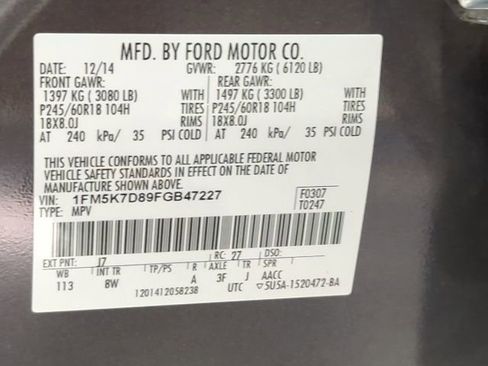 MFD. BY FORD MOTOR CO.
DATE: 12/14 GVWR: 2776 KG ( 6120 LB)
FRONT GAWR: REAR GAWR:
1397 KG ( 3080 LB) WITH 1497 KG ( 3300 LB) WITH
P245/60R18 104H P245/60R18 104H
18X8.0J 18X8.0J
AT 240 kPa/ 35 PSI COLD AT 240 kPa/ 35 PSI COLD
THIS VEHICLE CONFORMS TO ALL APPLICABLE FEDERAL MOTOR
VEHICLE SAFETY STANDARDS IN EFFECT ON THE DATE OF
MANUFACTURE SHOWN ABOVE.
VIN: 1FM5K7D89FGB47227 F0307
TYPE: MPV T0247
EXT PNT: J7 RC: 27 DSO:
WB INT TR TP/PS R AXLE TR SPR
113 8W A 3F J AACC
1201412058238 UTC ▽5U5A-1520472-BA